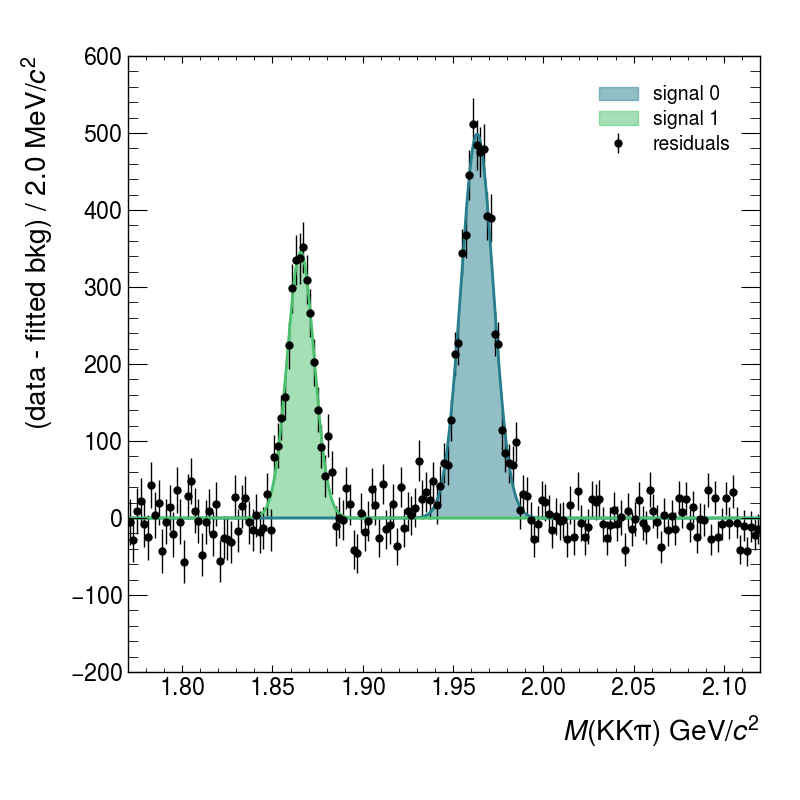 (data - fitted bkg) / 2.0 MeV/c²
600
500
400
300
200
100
0
−100
−200
signal 0
signal 1
residuals
1.80 1.85 1.90 1.95 2.00 2.05 2.10
M(KKπ) GeV/c²